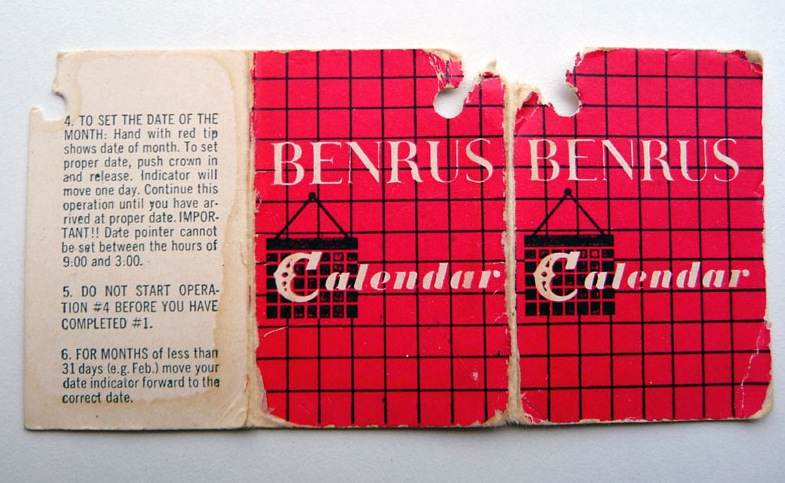 4. TO SET THE DATE OF THE
MONTH: Hand with red tip
shows date of month. To set
proper date, push crown in
and release. Indicator will
move one day. Continue this
operation until you have ar-
rived at proper date. IMPOR-
TANT!! Date pointer cannot
be set between the hours of
9:00 and 3:00.
5. DO NOT START OPERA-
TION #4 BEFORE YOU HAVE
COMPLETED #1.
6. FOR MONTHS of less than
31 days (e.g. Feb.) move your
date indicator forward to the
correct date.
BENRUS
Calendar
BENRUS
Calendar